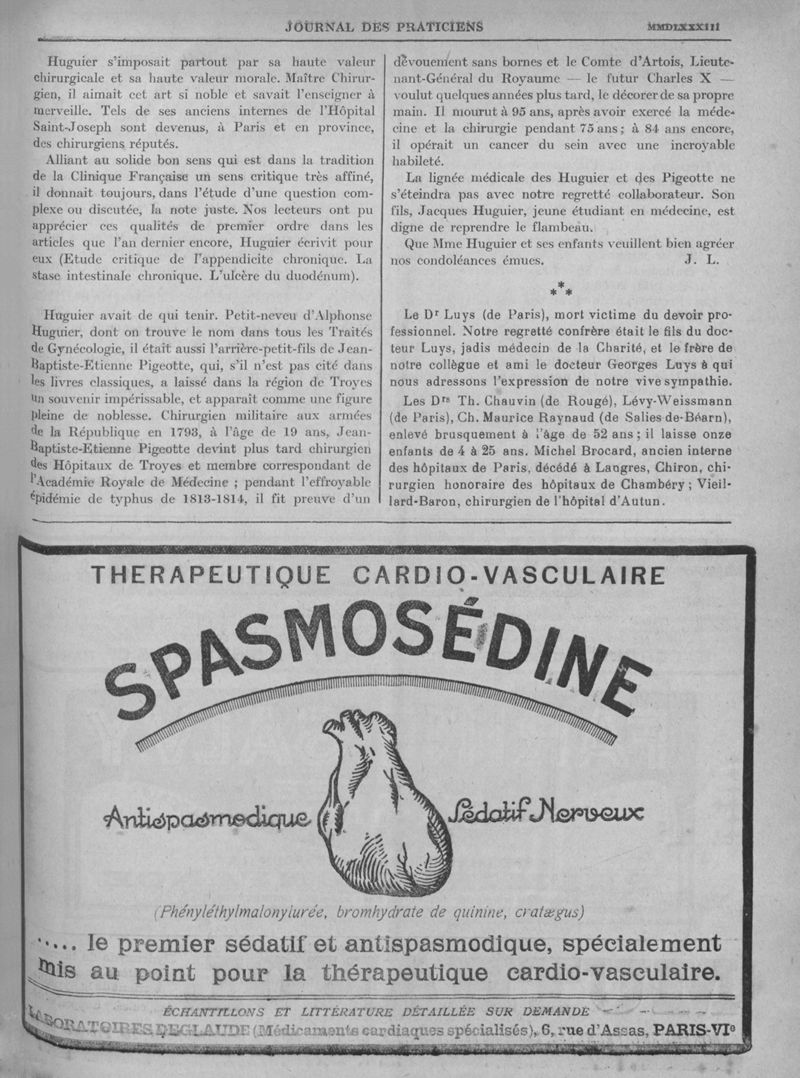 JOURNAL DES PRATICIENS
MMDLXXXIII
Huguier s'imposait partout par sa haute valeur
chirurgicale et sa haute valeur morale. Maître Chirur-
gien, il aimait cet art si noble et savait l'enseigner à
merveille. Tels de ses anciens internes de l'Hôpital
Saint-Joseph sont devenus, à Paris et en province,
des chirurgiens réputés.
Alliant au solide bon sens qui est dans la tradition
de la Clinique Française un sens critique très affiné,
il donnait toujours, dans l'étude d'une question com-
plexe ou discutée, la note juste. Nos lecteurs ont pu
apprécier ces qualités de premier ordre dans les
articles que l'an dernier encore, Huguier écrivit pour
eux (Etude critique de l'appendicite chronique. La
stase intestinale chronique. L'ulcère du duodénum).
Huguier avait de qui tenir. Petit-neveu d'Alphonse
Huguier, dont on trouve le nom dans tous les Traités
de Gynécologie, il était aussi l'arrière-petit-fils de Jean-
Baptiste-Etienne Pigeotte, qui, s'il n'est pas cité dans
les livres classiques, a laissé dans la région de Troyes
un souvenir impérissable, et apparaît comme une figure
pleine de noblesse. Chirurgien militaire aux armées
de la République en 1793, à l'âge de 19 ans, Jean-
Baptiste-Etienne Pigeotte devint plus tard chirurgien
des Hôpitaux de Troyes et membre correspondant de
l'Académie Royale de Médecine ; pendant l'effroyable
épidémie de typhus de 1813-1814, il fit preuve d'un
dévouement sans bornes et le Comte d'Artois, Lieute-
nant-Général du Royaume — le futur Charles X —
voulut quelques années plus tard, le décorer de sa propre
main. Il mourut à 95 ans, après avoir exercé la méde-
cine et la chirurgie pendant 75 ans ; à 84 ans encore,
il opérait un cancer du sein avec une incroyable
habileté.
La lignée médicale des Huguier et des Pigeotte ne
s'éteindra pas avec notre regretté collaborateur. Son
fils, Jacques Huguier, jeune étudiant en médecine, est
digne de reprendre le flambeau.
Que Mme Huguier et ses enfants veuillent bien agréer
nos condoléances émues. J. L.
***
Le Dr Luys (de Paris), mort victime du devoir pro-
fessionnel. Notre regretté confrère était le fils du doc-
teur Luys, jadis médecin de la Charité, et le frère de
notre collègue et ami le docteur Georges Luys à qui
nous adressons l'expression de notre vive sympathie.
Les Drs Th. Chauvin (de Rougé), Lévy-Weissmann
(de Paris), Ch. Maurice Raynaud (de Salies-de-Béarn),
enlevé brusquement à l'âge de 52 ans ; il laisse onze
enfants de 4 à 25 ans. Michel Brocard, ancien interne
des hôpitaux de Paris, décédé à Langres, Chiron, chi-
rurgien honoraire des hôpitaux de Chambéry ; Vieil-
lard-Baron, chirurgien de l'hôpital d'Autun.
THERAPEUTIQUE CARDIO-VASCULAIRE
SPASMOSÉDINE
Antispasmodique
Sédatif Nerveux
(Phényléthylmalonylurée, bromhydrate de quinine, cratægus)
..... le premier sédatif et antispasmodique, spécialement
mis au point pour la thérapeutique cardio-vasculaire.
ÉCHANTILLONS ET LITTÉRATURE DÉTAILLÉE SUR DEMANDE
LABORATOIRES DEGLAUDE (Médicaments cardiaques spécialisés), 6, rue d'Assas, PARIS-VIe